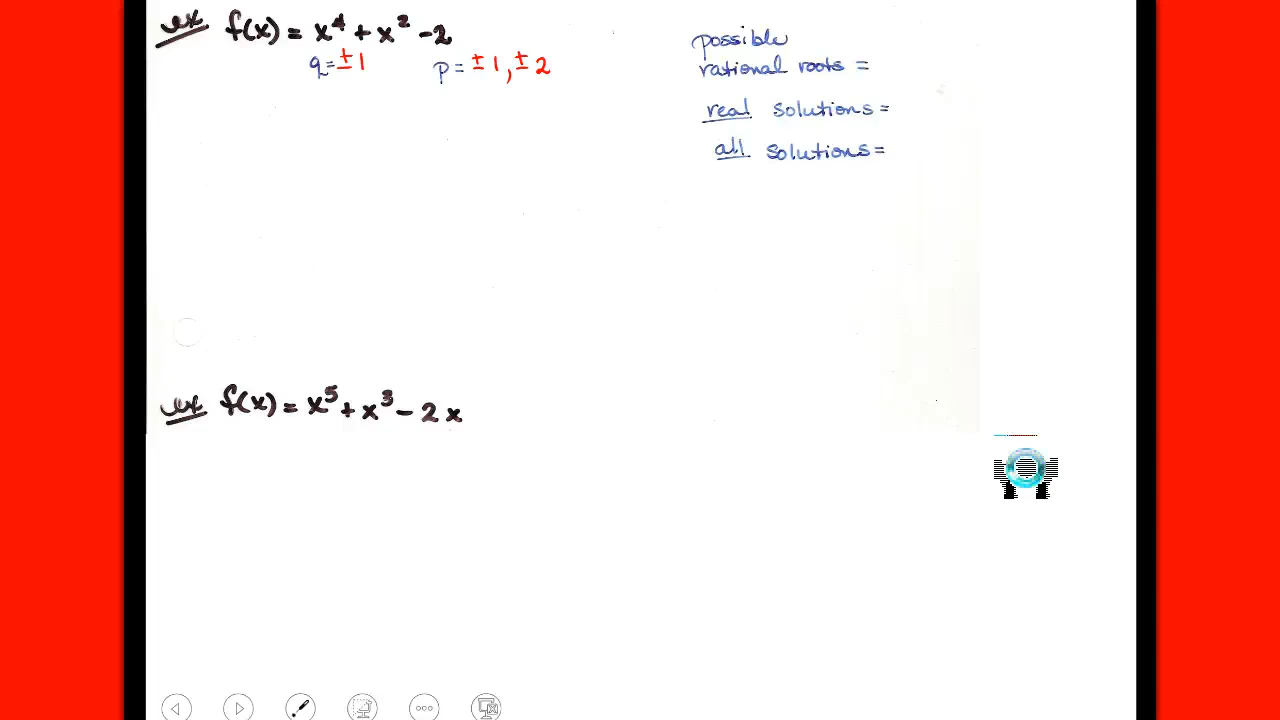 ex f(x) = x⁴ + x² - 2
q = ±1 p = ±1, ±2
possible
rational roots =
real solutions =
all solutions =
ex f(x) = x⁵ + x³ - 2x